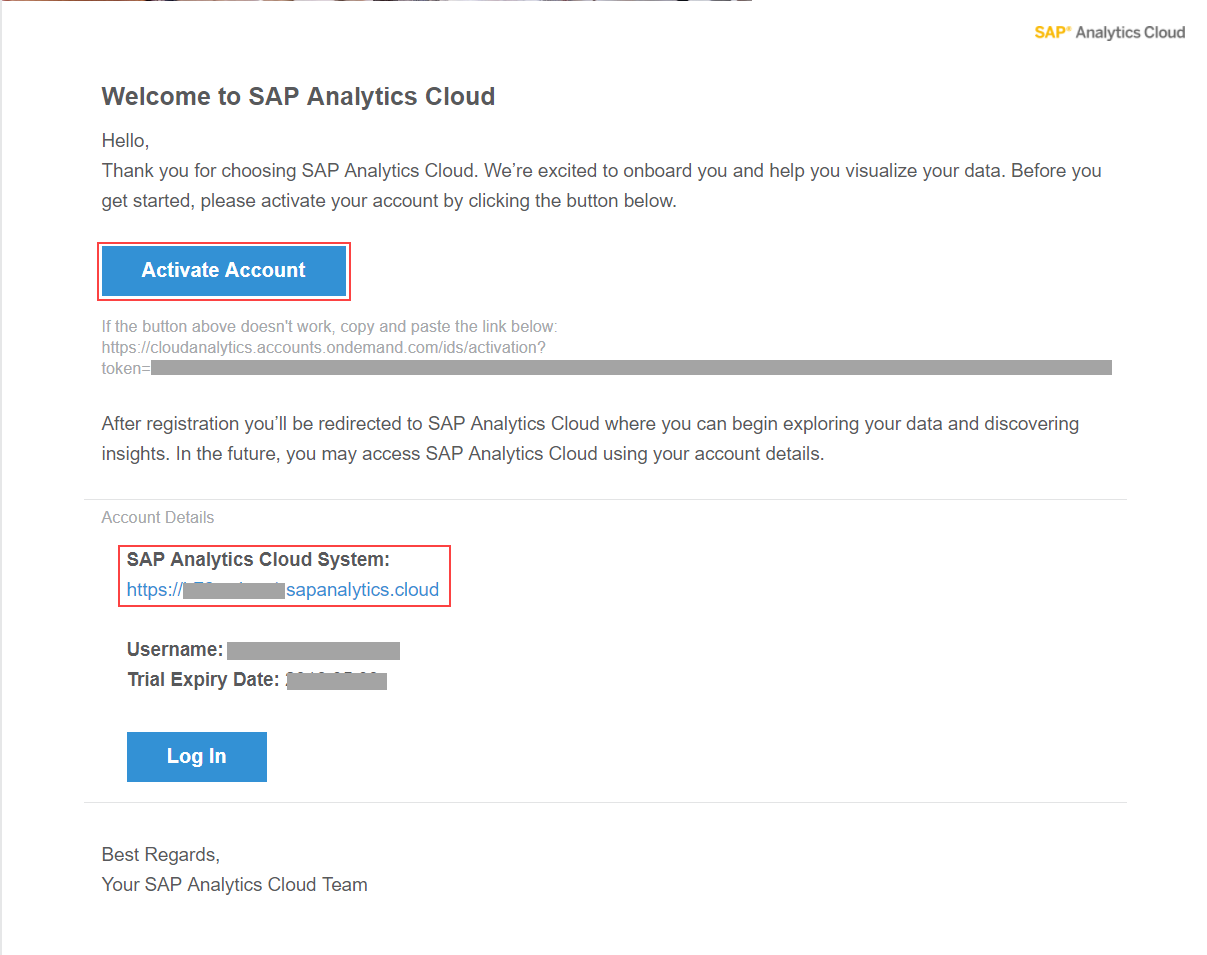 SAP® Analytics Cloud
Welcome to SAP Analytics Cloud
Hello,
Thank you for choosing SAP Analytics Cloud. We’re excited to onboard you and help you visualize your data. Before you
get started, please activate your account by clicking the button below.
Activate Account
If the button above doesn't work, copy and paste the link below:
https://cloudanalytics.accounts.ondemand.com/ids/activation?
token=
After registration you’ll be redirected to SAP Analytics Cloud where you can begin exploring your data and discovering
insights. In the future, you may access SAP Analytics Cloud using your account details.
Account Details
SAP Analytics Cloud System:
https:// sapanalytics.cloud
Username:
Trial Expiry Date:
Log In
Best Regards,
Your SAP Analytics Cloud Team